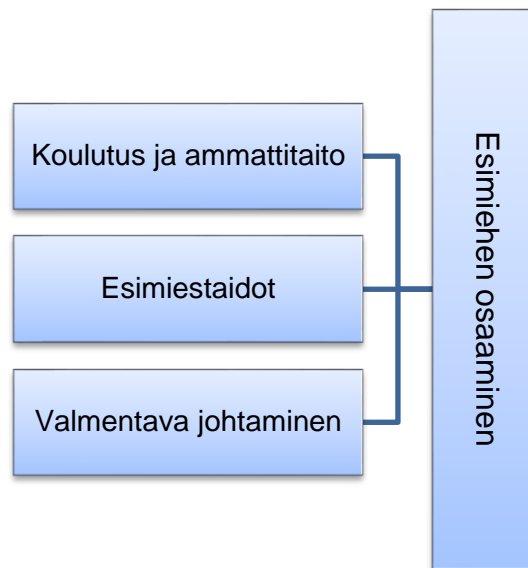 Koulutus ja ammattitaito
Esimiestaidot
Valmentava johtaminen
Esimiehen osaaminen